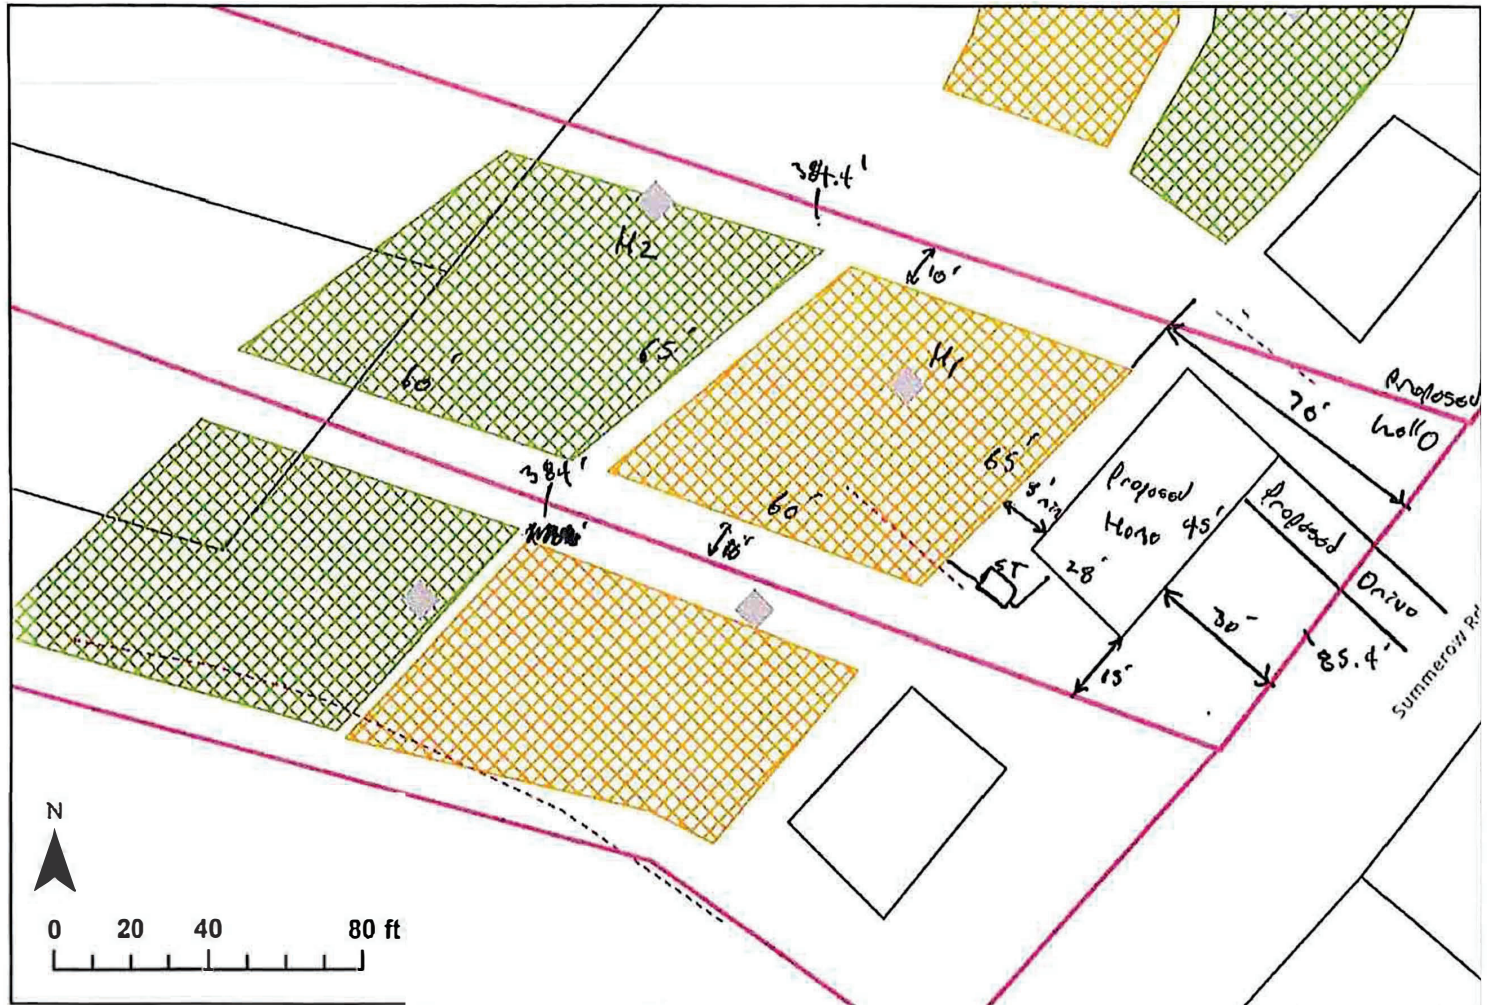 384.4'
H2
10'
H1
65'
60'
70'
Proposed
Well
384'
65'
60'
10'
8' min
Proposed
Home 45'
28'
ST
Proposed
Drive
30'
15'
85.4'
Summerow Rd
N
0 20 40 80 ft